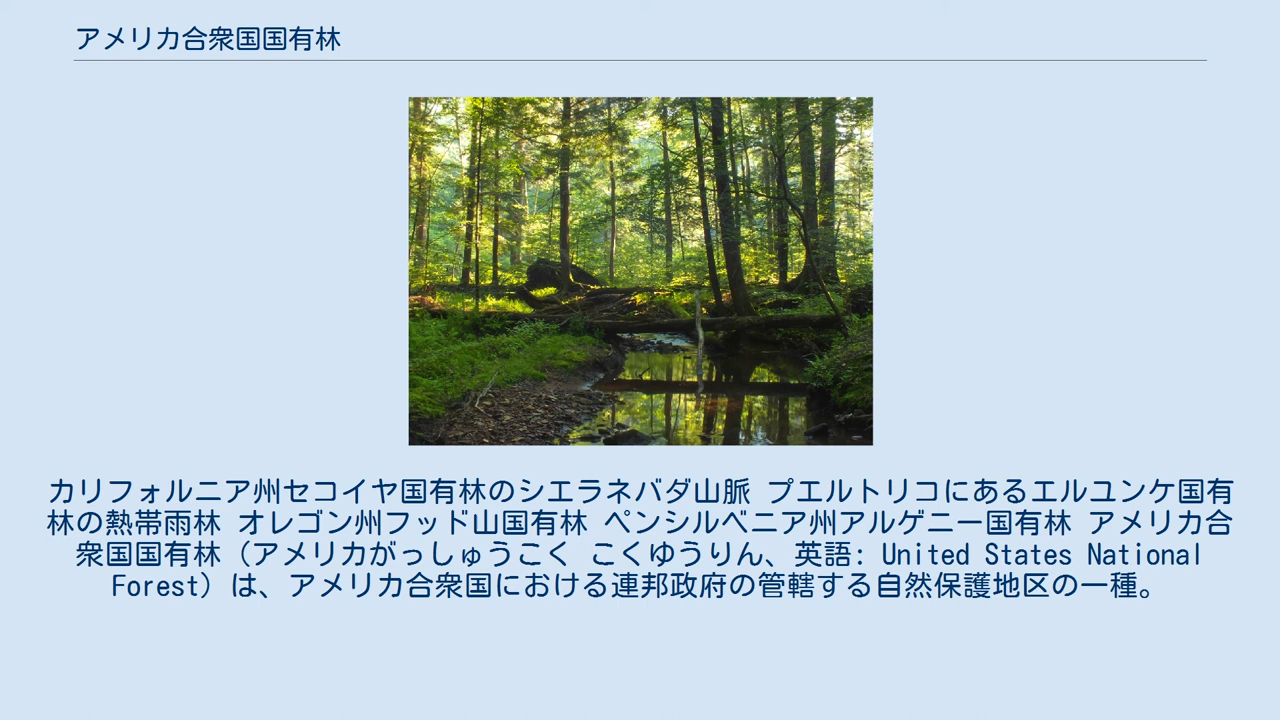 アメリカ合衆国国有林
カリフォルニア州セコイヤ国有林のシエラネバダ山脈 プエルトリコにあるエルユンケ国有
林の熱帯雨林 オレゴン州フッド山国有林 ペンシルベニア州アルゲニー国有林 アメリカ合
衆国国有林（アメリカがっしゅうこく こくゆうりん、英語: United States National
Forest）は、アメリカ合衆国における連邦政府の管轄する自然保護地区の一種。